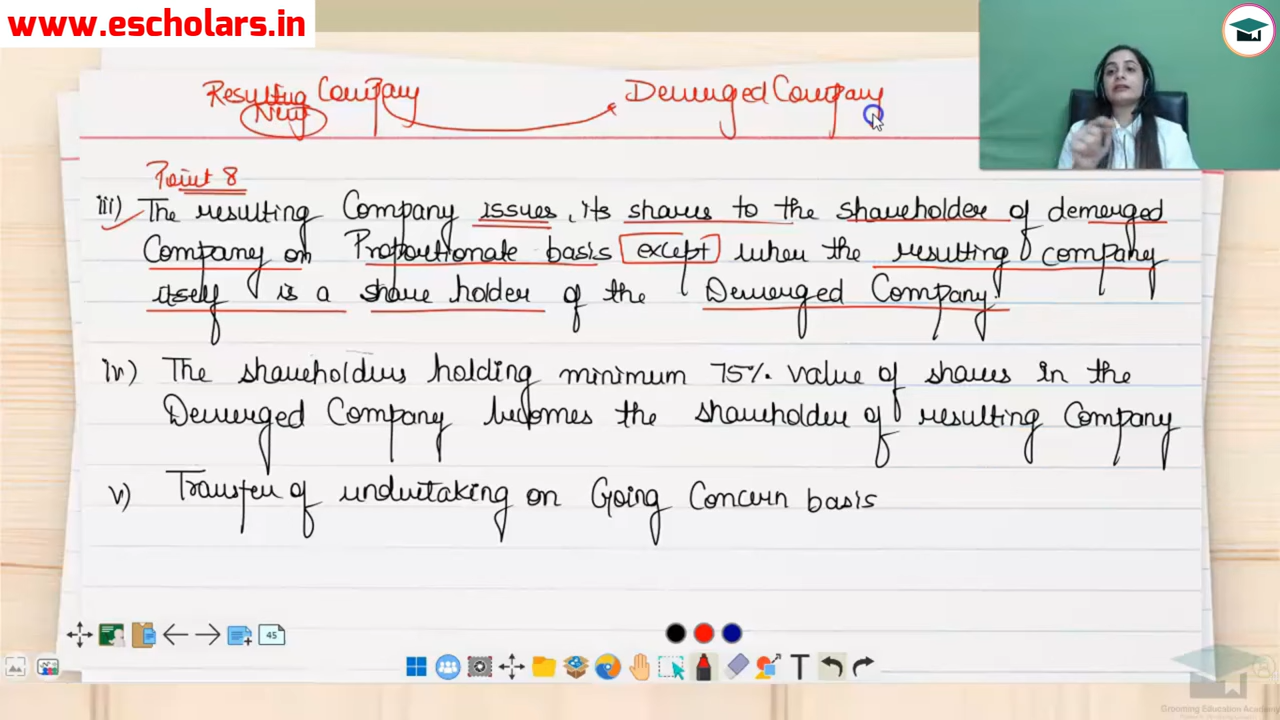 www.escholars.in
Resulting Company Demerged Company
New
Point 8
iii) The resulting Company issues, its shares to the shareholder of demerged
Company on Proportionate basis except when the resulting company
itself is a share holder of the Demerged Company.
iv) The shareholders holding minimum 75% value of shares in the
Demerged Company becomes the shareholder of resulting Company
v) Transfer of undertaking on Going Concern basis
45
T
Grooming Education Academy